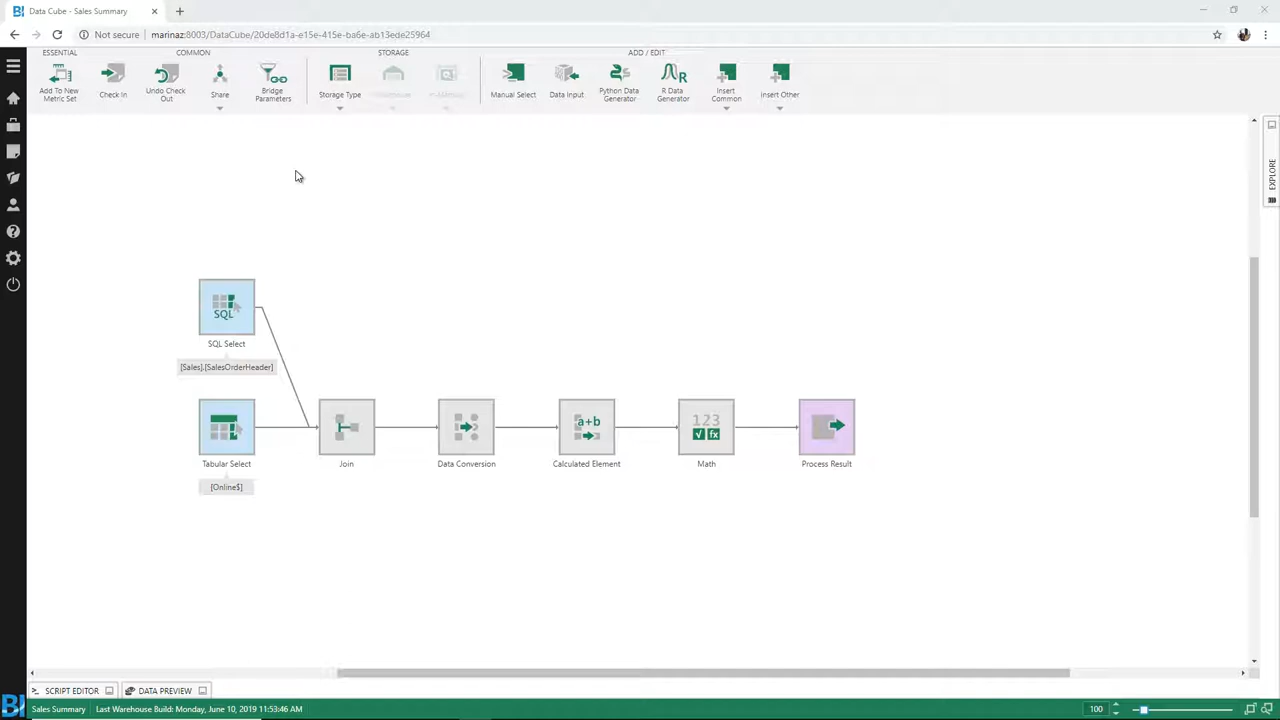 Data Cube - Sales Summary
Not secure | marinaz:8003/DataCube/20de8d1a-e15e-415e-ba6e-ab13ede25964
ESSENTIAL COMMON STORAGE ADD / EDIT
Add To New Metric Set
Check In
Undo Check Out
Share
Bridge Parameters
Storage Type
Manual Select
Data Input
Python Data Generator
R Data Generator
Insert Common
Insert Other
EXPLORE
SQL
SQL Select
[Sales].[SalesOrderHeader]
a+b
123
√ fx
Tabular Select
Join
Data Conversion
Calculated Element
Math
Process Result
[Online$]
SCRIPT EDITOR
DATA PREVIEW
BI
Sales Summary
Last Warehouse Build: Monday, June 10, 2019 11:53:46 AM
100